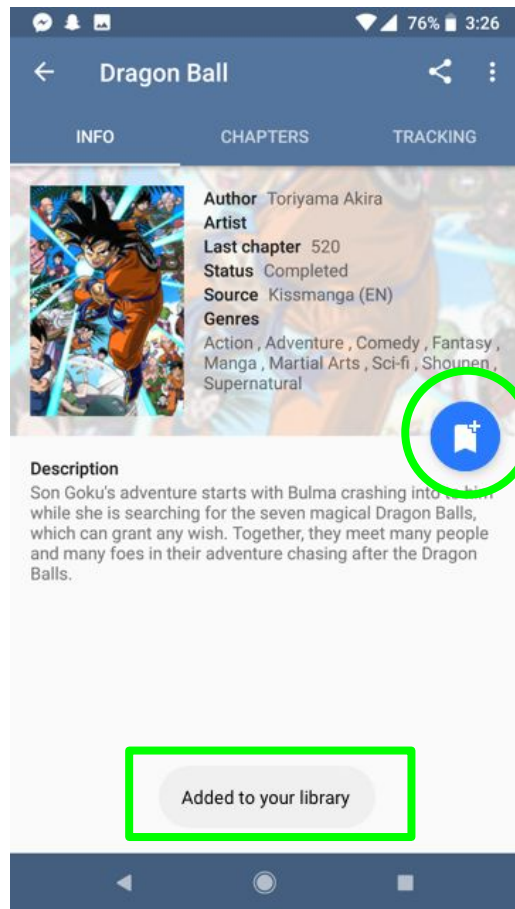 76% 3:26
Dragon Ball
INFO CHAPTERS TRACKING
Author Toriyama Akira
Artist
Last chapter 520
Status Completed
Source Kissmanga (EN)
Genres
Action , Adventure , Comedy , Fantasy ,
Manga , Martial Arts , Sci-fi , Shounen ,
Supernatural
Description
Son Goku's adventure starts with Bulma crashing into to him
while she is searching for the seven magical Dragon Balls,
which can grant any wish. Together, they meet many people
and many foes in their adventure chasing after the Dragon
Balls.
Added to your library